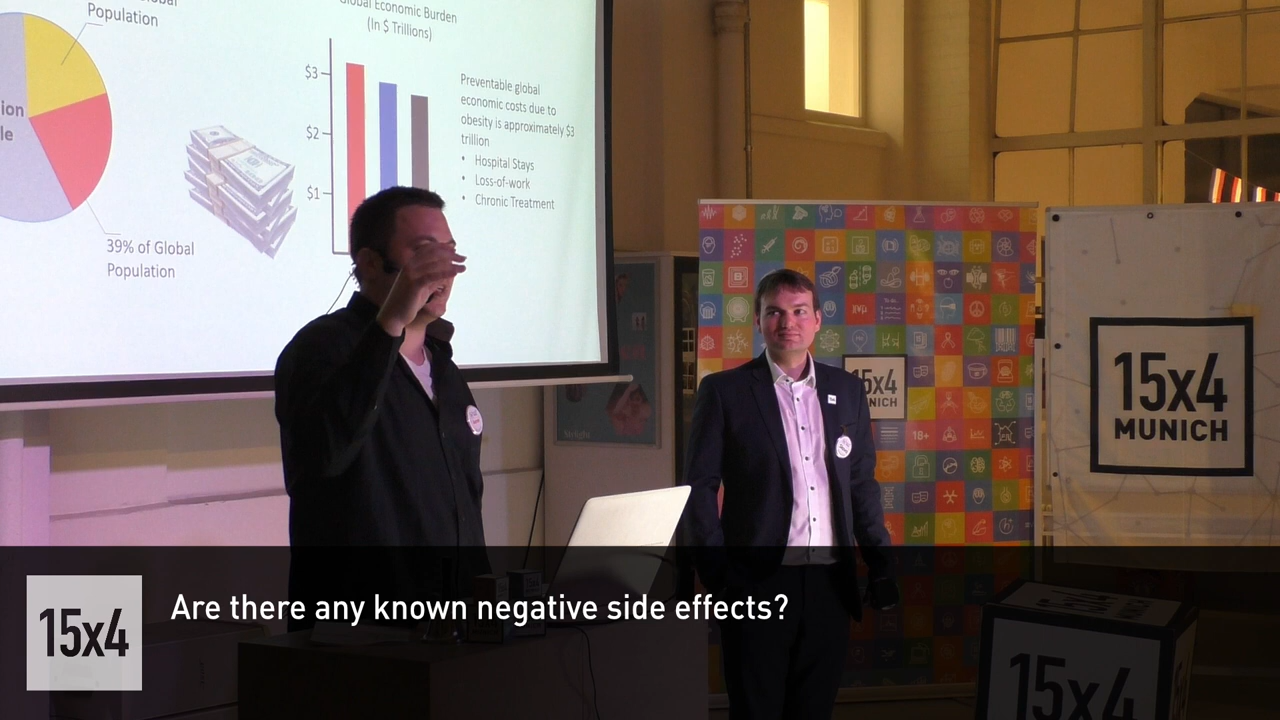 Global
Population
Global Economic Burden
(In $ Trillions)
$3
$2
$1
Preventable global
economic costs due to
obesity is approximately $3
trillion
• Hospital Stays
• Loss-of-work
• Chronic Treatment
39% of Global
Population
15x4
MUNICH
15x4
MUNICH
18+
15x4
Are there any known negative side effects?
15x4